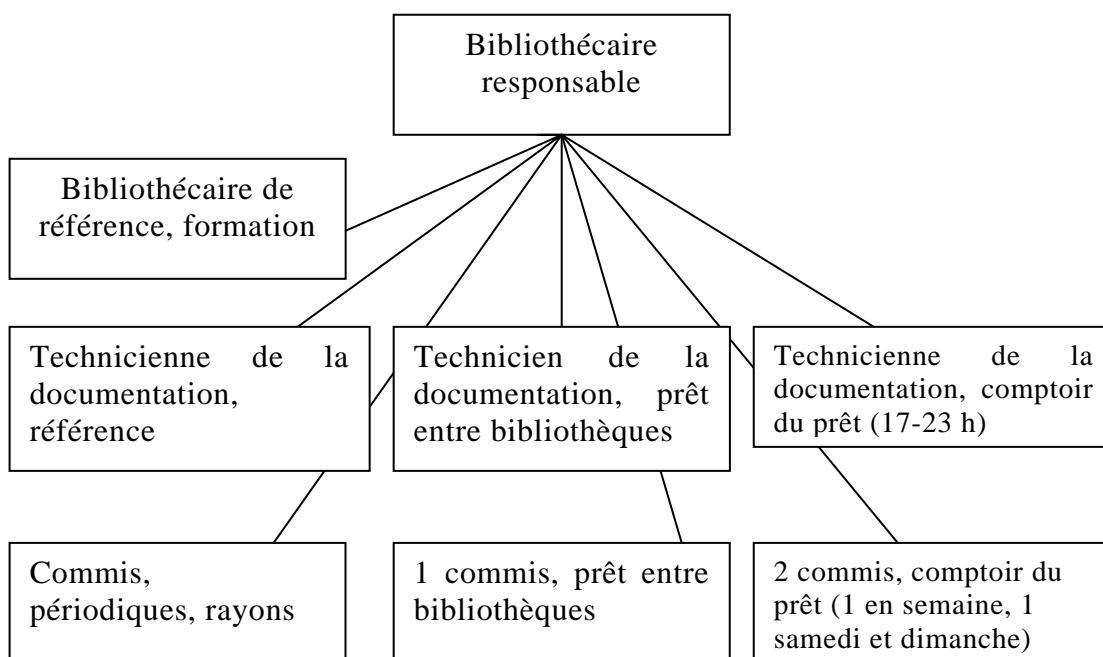 Bibliothécaire
responsable
Bibliothécaire de
référence, formation
Technicienne de la
documentation,
référence
Technicien de la
documentation, prêt
entre bibliothèques
Technicienne de la
documentation, comptoir
du prêt (17-23 h)
Commis,
périodiques, rayons
1 commis, prêt entre
bibliothèques
2 commis, comptoir du
prêt (1 en semaine, 1
samedi et dimanche)